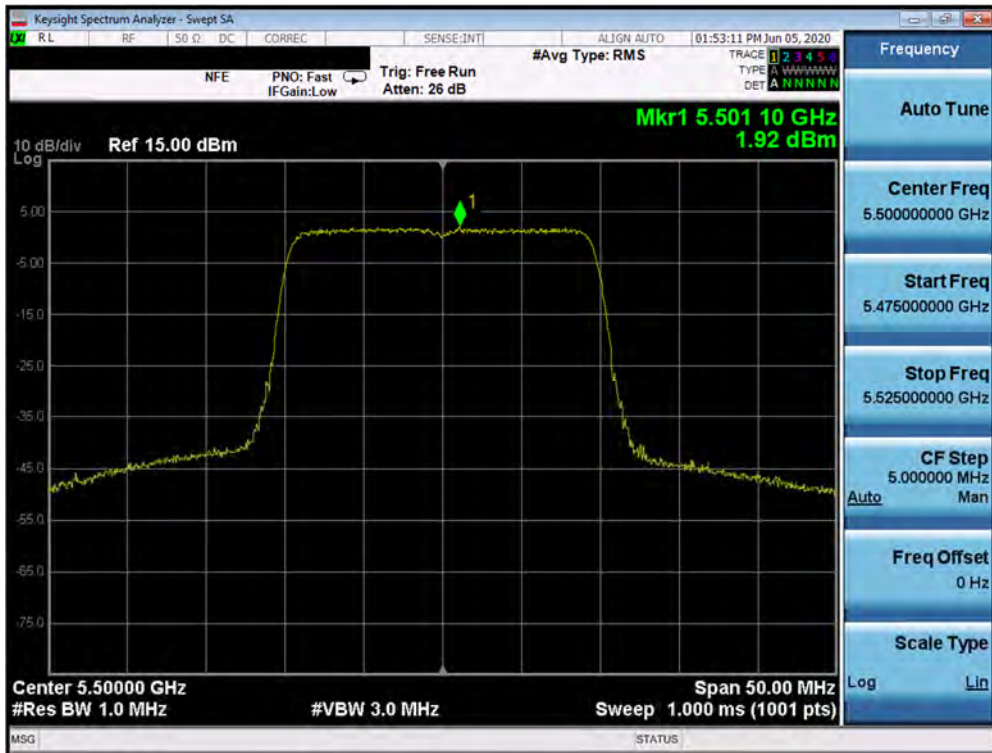 Keysight Spectrum Analyzer - Swept SA
LXI RL RF 50 Ω DC CORREC SENSE:INT ALIGN AUTO 01:53:11 PM Jun 05, 2020
NFE PNO: Fast Trig: Free Run #Avg Type: RMS TRACE 1 2 3 4 5 6
IFGain:Low Atten: 26 dB TYPE A WWWWW
DET A N N N N N
Mkr1 5.501 10 GHz
1.92 dBm
10 dB/div Ref 15.00 dBm
Log
1
5.00
-5.00
-15.0
-25.0
-35.0
-45.0
-55.0
-65.0
-75.0
Center 5.50000 GHz Span 50.00 MHz
#Res BW 1.0 MHz #VBW 3.0 MHz Sweep 1.000 ms (1001 pts)
MSG STATUS
Frequency
Auto Tune
Center Freq
5.500000000 GHz
Start Freq
5.475000000 GHz
Stop Freq
5.525000000 GHz
CF Step
5.000000 MHz
Auto Man
Freq Offset
0 Hz
Scale Type
Log Lin